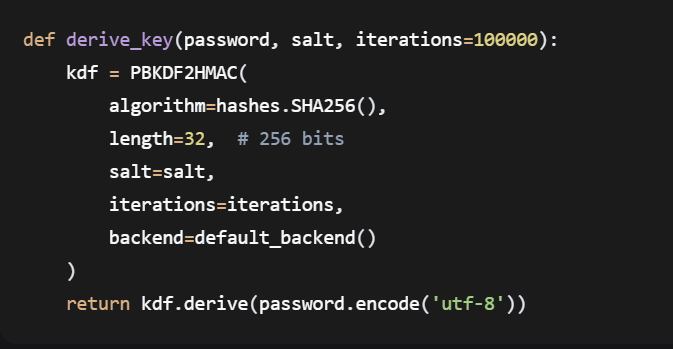 def derive_key(password, salt, iterations=100000):
    kdf = PBKDF2HMAC(
        algorithm=hashes.SHA256(),
        length=32,  # 256 bits
        salt=salt,
        iterations=iterations,
        backend=default_backend()
    )
    return kdf.derive(password.encode('utf-8'))